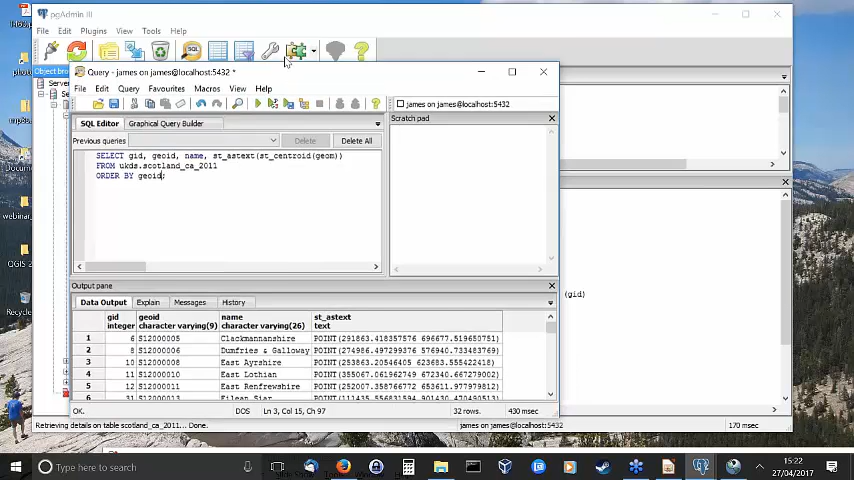 pgAdmin III
File Edit Plugins View Tools Help
Object brow
Query - james on james@localhost:5432 *
File Edit Query Favourites Macros View Help
james on james@localhost:5432
SQL Editor Graphical Query Builder
Scratch pad
Previous queries Delete Delete All
SELECT gid, geoid, name, st_astext(st_centroid(geom))
FROM ukds.scotland_ca_2011
ORDER BY geoid;
(gid)
Output pane
Data Output Explain Messages History
gid geoid name st_astext
integer character varying(9) character varying(26) text
1 6 S12000005 Clackmannanshire POINT(291863.418357576 696677.519650751)
2 8 S12000006 Dumfries & Galloway POINT(274986.497299376 576940.733483769)
3 10 S12000008 East Ayrshire POINT(253863.20546405 623583.555422418)
4 11 S12000010 East Lothian POINT(355067.061962749 672340.667279002)
5 12 S12000011 East Renfrewshire POINT(252007.358766772 653611.977979818)
OK. DOS Ln 3, Col 15, Ch 97 32 rows. 430 msec
Retrieving details on table scotland_ca_2011... Done. james on james@localhost:5432 170 msec
Type here to search
15:22
27/04/2017